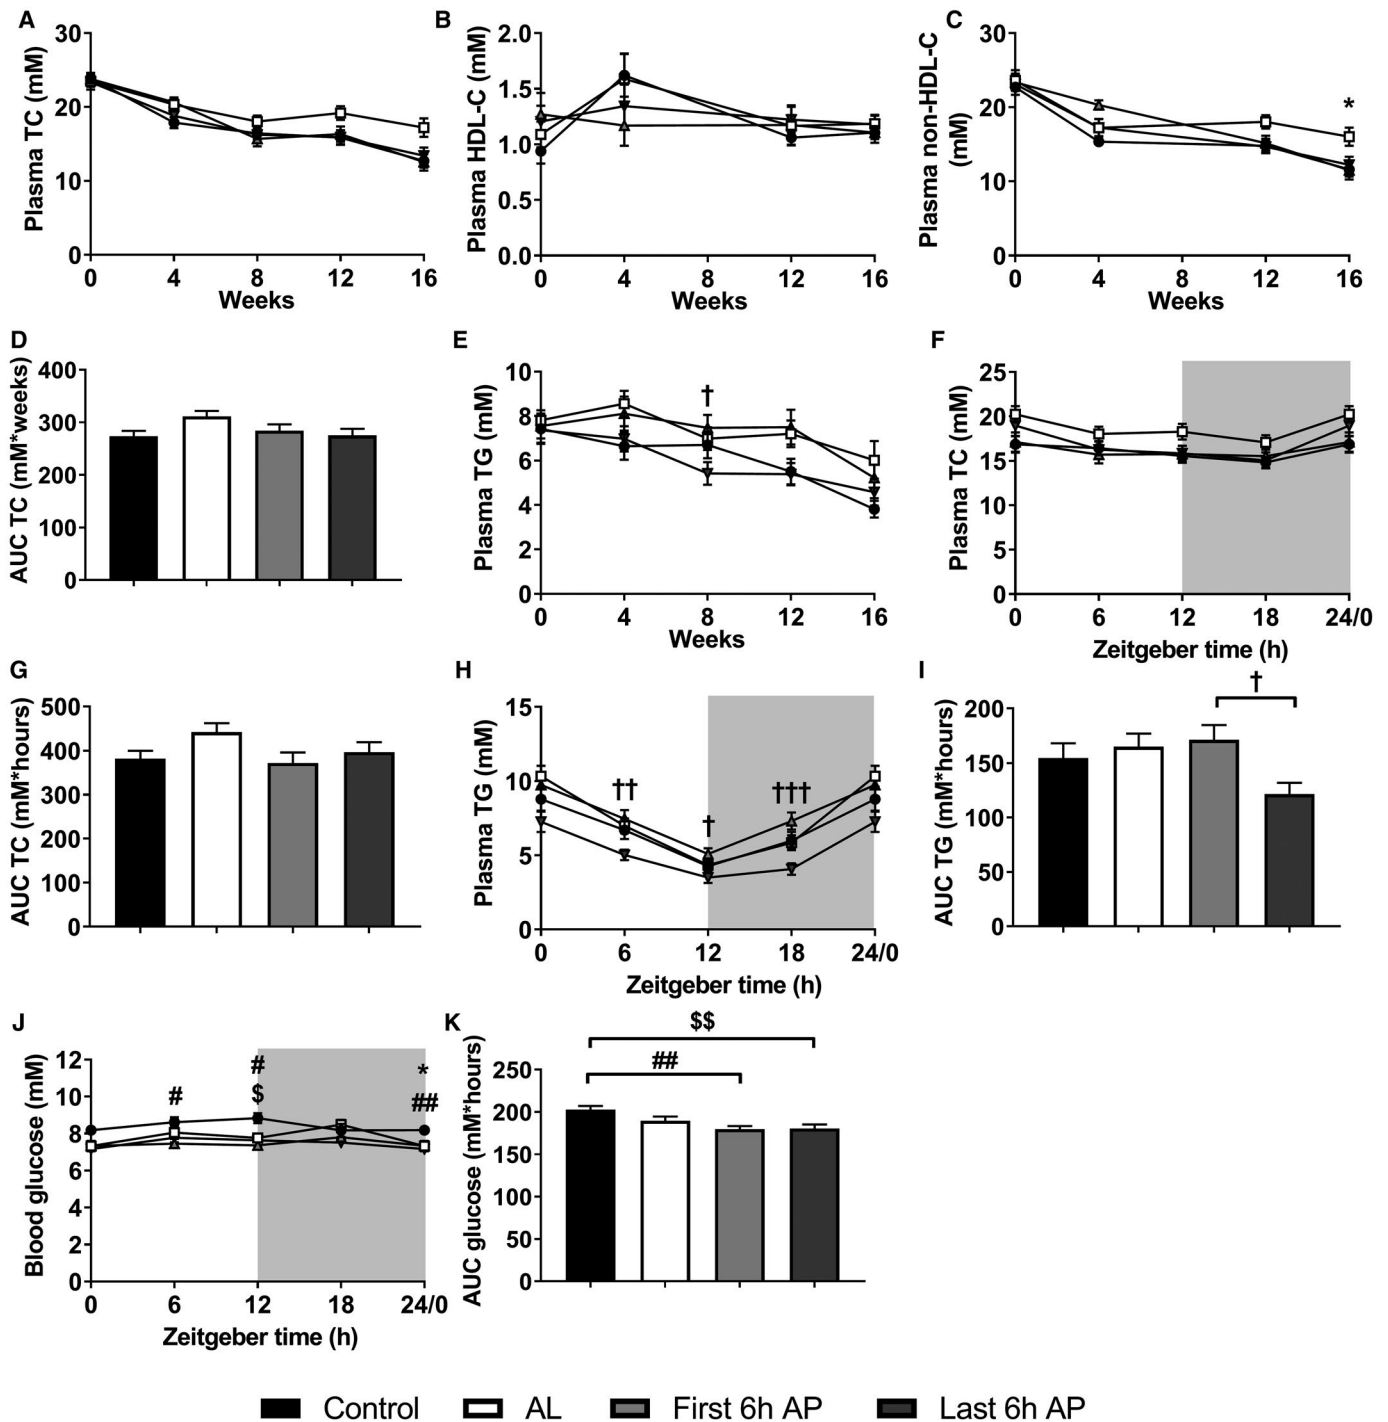 A
Plasma TC (mM)
30
20
10
0
0 4 8 12 16
Weeks
B
Plasma HDL-C (mM)
2.0
1.5
1.0
0.5
0.0
0 4 8 12 16
Weeks
C
Plasma non-HDL-C
(mM)
30
20
10
0
*
0 4 8 12 16
Weeks
D
AUC TC (mM*weeks)
400
300
200
100
0
E
Plasma TG (mM)
10
8
6
4
2
0
†
0 4 8 12 16
Weeks
F
Plasma TC (mM)
25
20
15
10
5
0
0 6 12 18 24/0
Zeitgeber time (h)
G
AUC TC (mM*hours)
500
400
300
200
100
0
H
Plasma TG (mM)
15
10
5
0
††
†
†††
0 6 12 18 24/0
Zeitgeber time (h)
I
AUC TG (mM*hours)
200
150
100
50
0
†
J
Blood glucose (mM)
12
10
8
6
4
2
0
#
#
$
*
##
0 6 12 18 24/0
Zeitgeber time (h)
K
AUC glucose (mM*hours)
250
200
150
100
50
0
$$
##
Control AL First 6h AP Last 6h AP